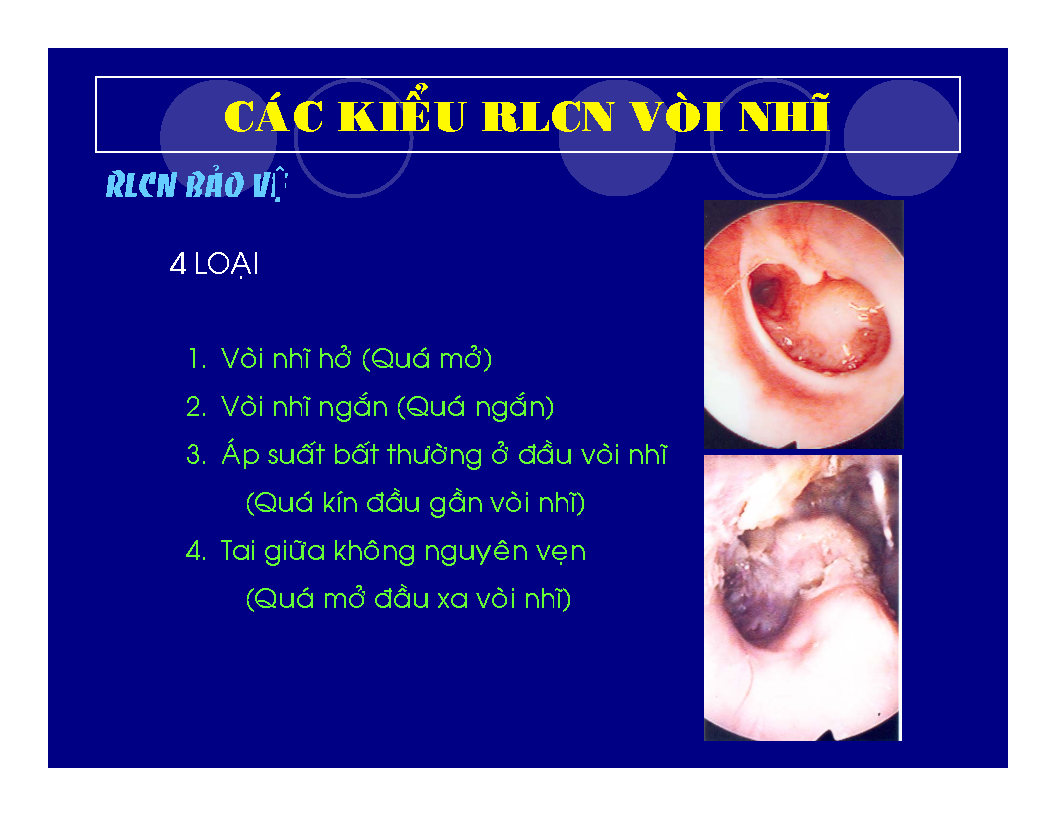 CÁC KIỂU RLCN VÒI NHĨ
RLCN BẢO VỆ
4 LOẠI
1. Vòi nhĩ hở (Quá mở)
2. Vòi nhĩ ngắn (Quá ngắn)
3. Áp suất bất thường ở đầu vòi nhĩ
(Quá kín đầu gần vòi nhĩ)
4. Tai giữa không nguyên vẹn
(Quá mở đầu xa vòi nhĩ)